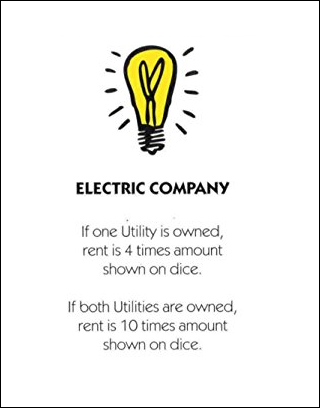 ELECTRIC COMPANY
If one Utility is owned,
rent is 4 times amount
shown on dice.
If both Utilities are owned,
rent is 10 times amount
shown on dice.